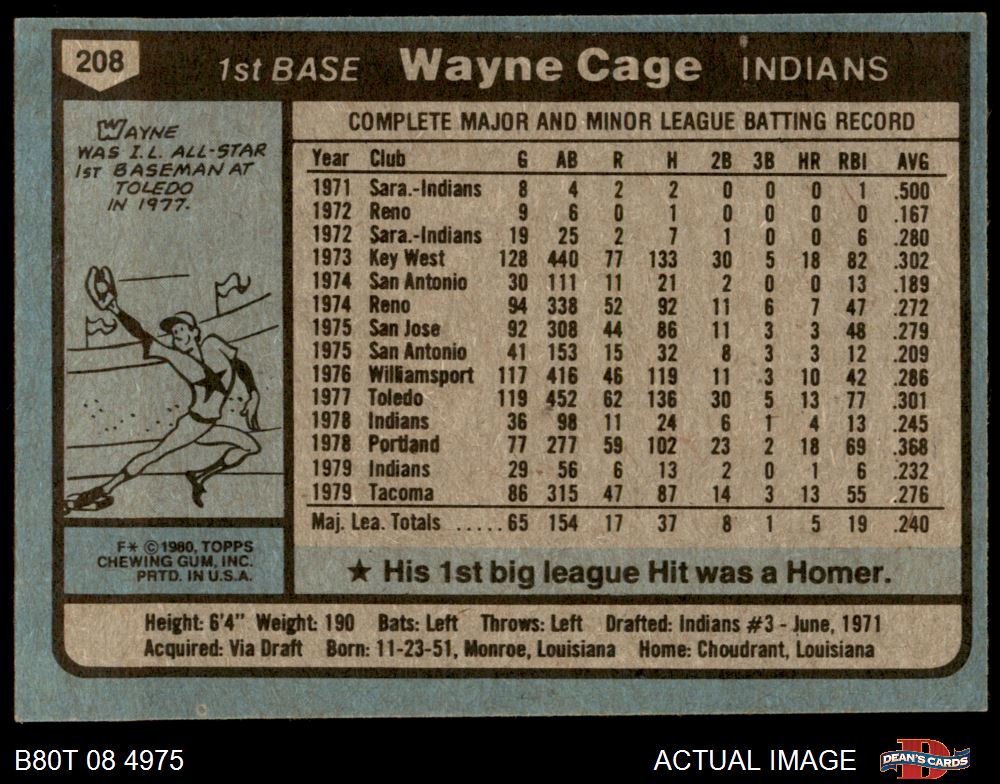 208
1st BASE Wayne Cage INDIANS
WAYNE
WAS I.L. ALL-STAR
1ST BASEMAN AT
TOLEDO
IN 1977.
F* © 1980, TOPPS
CHEWING GUM, INC.
PRTD. IN U.S.A.
COMPLETE MAJOR AND MINOR LEAGUE BATTING RECORD
Year Club G AB R H 2B 3B HR RBI AVG
1971 Sara.-Indians 8 4 2 2 0 0 0 1 .500
1972 Reno 9 6 0 1 0 0 0 0 .167
1972 Sara.-Indians 19 25 2 7 1 0 0 6 .280
1973 Key West 128 440 77 133 30 5 18 82 .302
1974 San Antonio 30 111 11 21 2 0 0 13 .189
1974 Reno 94 338 52 92 11 6 7 47 .272
1975 San Jose 92 308 44 86 11 3 3 48 .279
1975 San Antonio 41 153 15 32 8 3 3 12 .209
1976 Williamsport 117 416 46 119 11 3 10 42 .286
1977 Toledo 119 452 62 136 30 5 13 77 .301
1978 Indians 36 98 11 24 6 1 4 13 .245
1978 Portland 77 277 59 102 23 2 18 69 .368
1979 Indians 29 56 6 13 2 0 1 6 .232
1979 Tacoma 86 315 47 87 14 3 13 55 .276
Maj. Lea. Totals .....65 154 17 37 8 1 5 19 .240
★ His 1st big league Hit was a Homer.
Height: 6'4" Weight: 190 Bats: Left Throws: Left Drafted: Indians #3 - June, 1971
Acquired: Via Draft Born: 11-23-51, Monroe, Louisiana Home: Choudrant, Louisiana
B80T 08 4975
ACTUAL IMAGE
DEAN'S CARDS